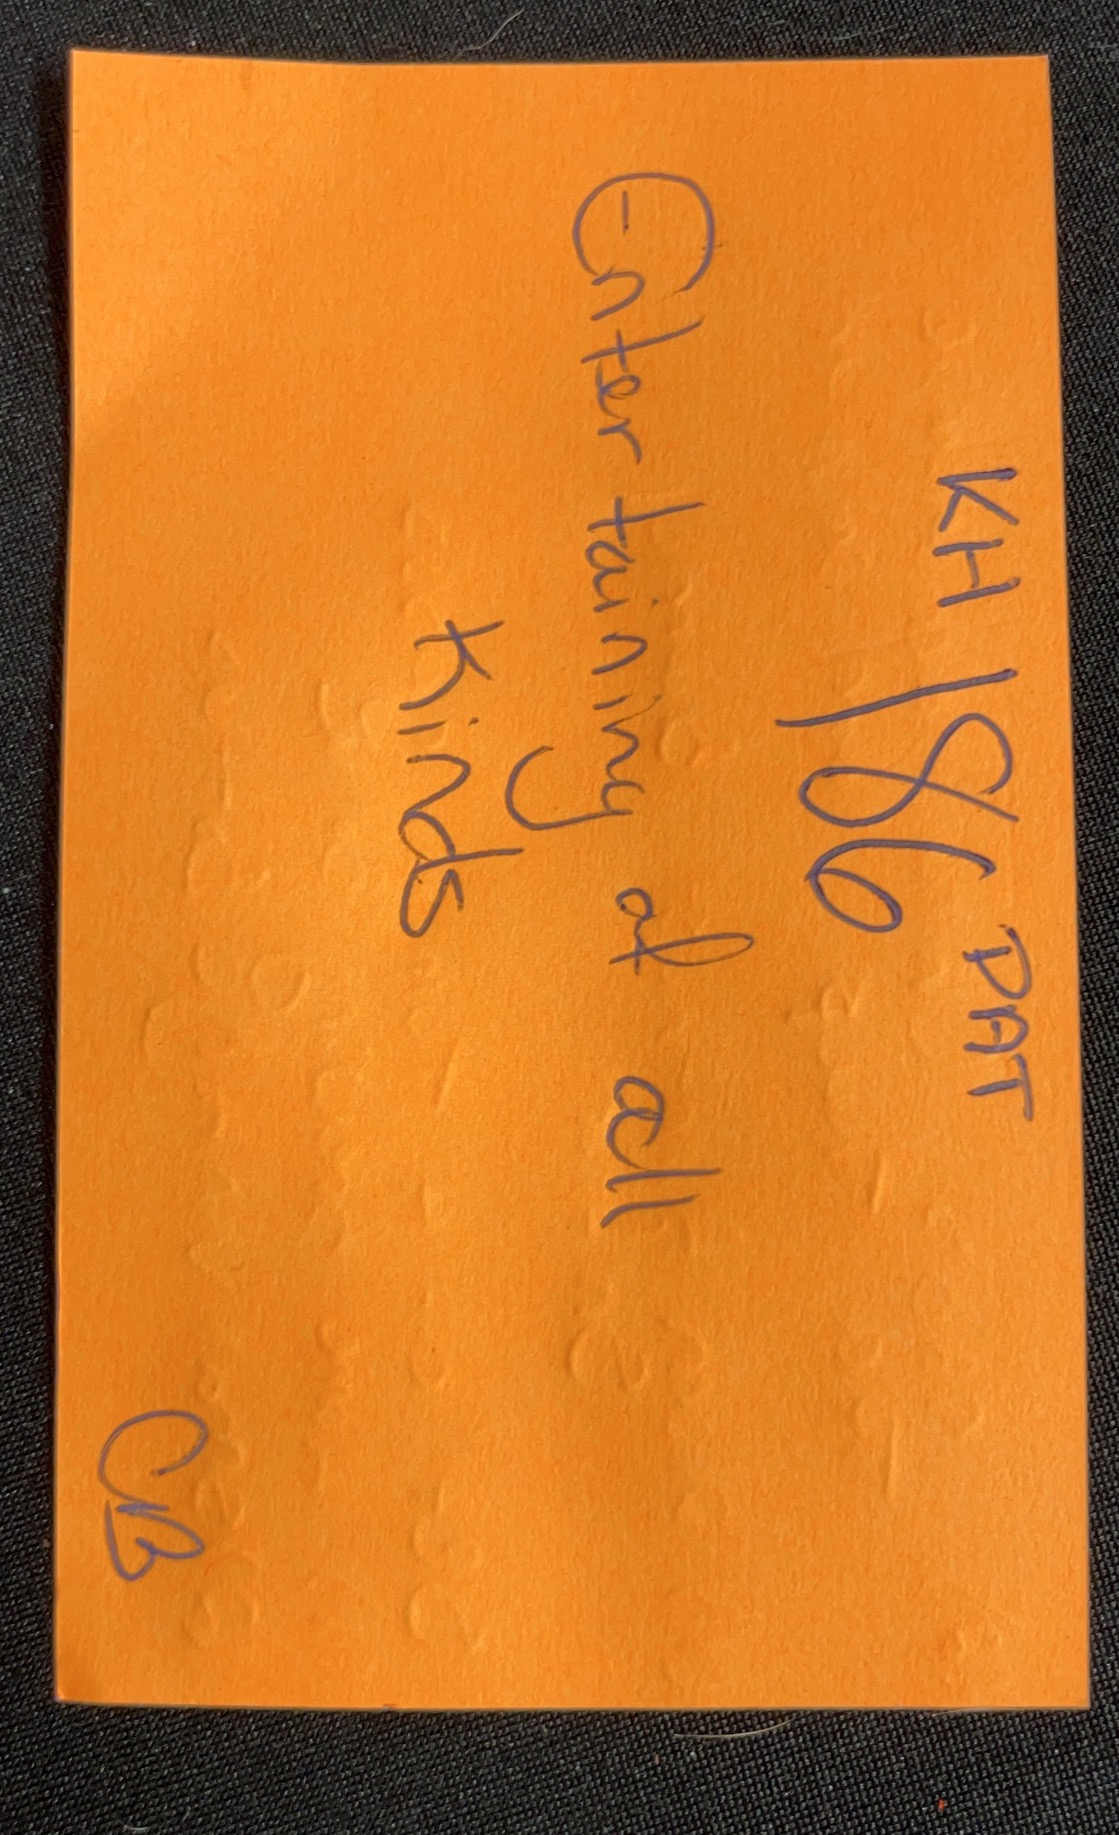 KH 186 PAT
Entertaining of all
Kinds
CB